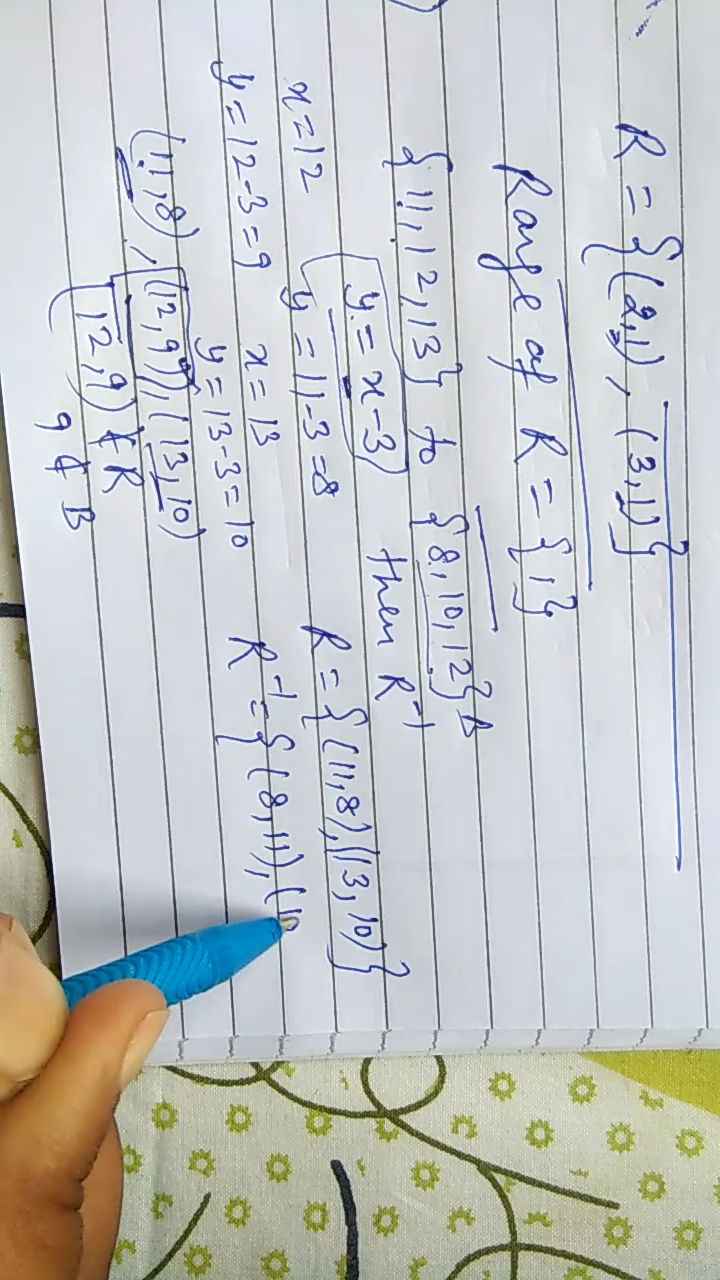 R = {(2,1), (3,1)}
Range of R = {1}
{11, 12, 13} to {8, 10, 12} B
y = x-3 then R⁻¹
x=12 y = 11-3=8 R = {(11,8), (13,10)}
y = 12-3=9 x = 13 R⁻¹ = {(8,11), (10
y = 13-3=10
(11,8), (12,9), (13,10)
(12,9) ∉ R
9 ∉ B